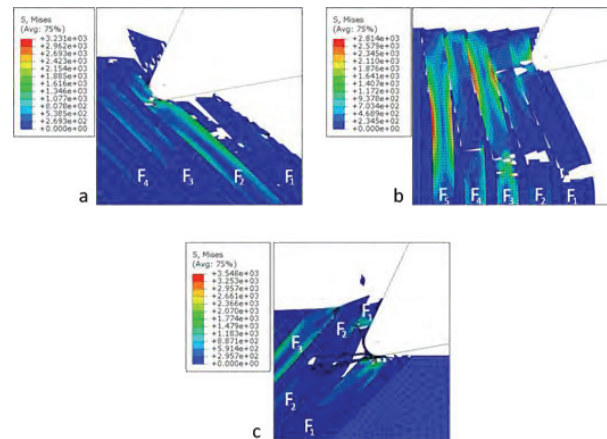 S, Mises
(Avg: 75%)
+3.231e+03
+2.962e+03
+2.693e+03
+2.423e+03
+2.154e+03
+1.885e+03
+1.616e+03
+1.346e+03
+1.077e+03
+8.078e+02
+5.385e+02
+2.693e+02
+0.000e+00
F4 F3 F2 F1
a
S, Mises
(Avg: 75%)
+2.814e+03
+2.579e+03
+2.345e+03
+2.110e+03
+1.876e+03
+1.641e+03
+1.407e+03
+1.172e+03
+9.378e+02
+7.034e+02
+4.689e+02
+2.345e+02
+0.000e+00
F5 F4 F3 F2 F1
b
S, Mises
(Avg: 75%)
+3.548e+03
+3.253e+03
+2.957e+03
+2.661e+03
+2.366e+03
+2.070e+03
+1.774e+03
+1.479e+03
+1.183e+03
+8.871e+02
+5.914e+02
+2.957e+02
+0.000e+00
F1
F2
F3
F2
F1
c